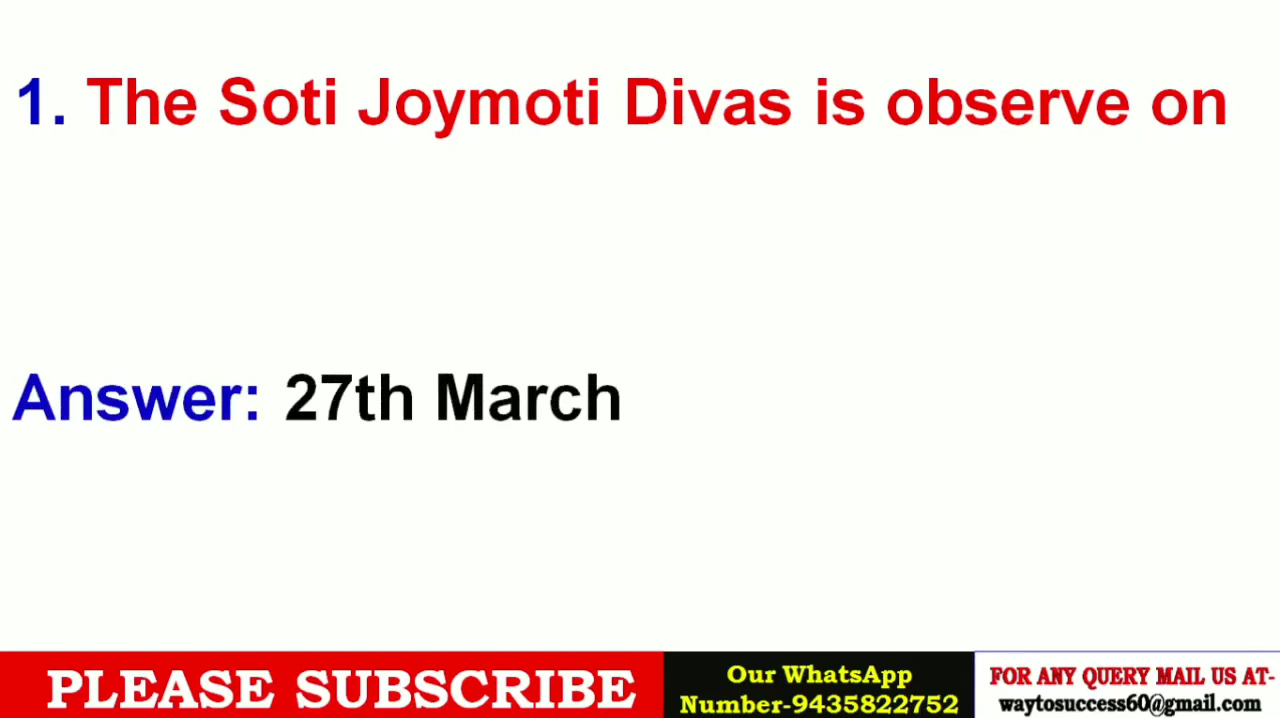 1. The Soti Joymoti Divas is observe on
Answer: 27th March
PLEASE SUBSCRIBE
Our WhatsApp
Number-9435822752
FOR ANY QUERY MAIL US AT-
waytosuccess60@gmail.com